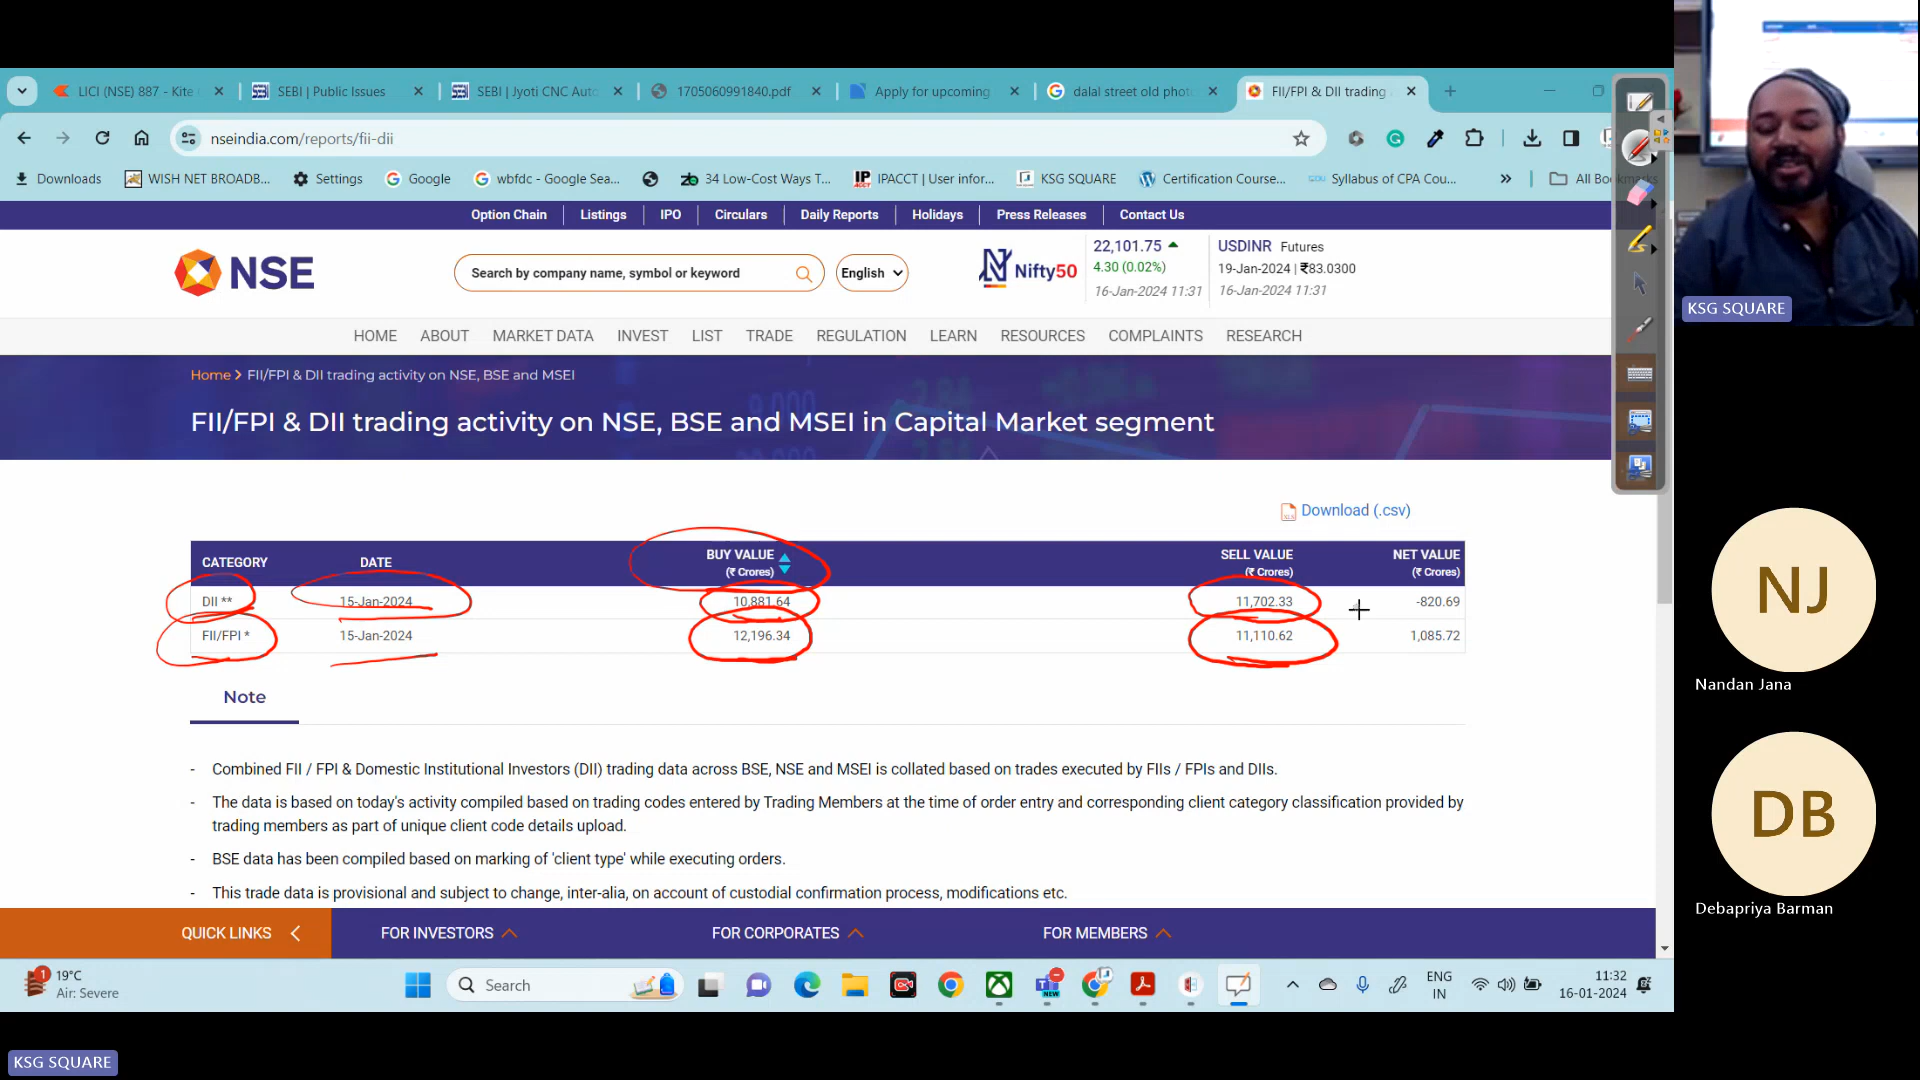 LICI (NSE) 887 - Kite
SEBI | Public Issues
SEBI | Jyoti CNC Auto
1705060991840.pdf
Apply for upcoming
dalal street old phot
FII/FPI & DII trading
nseindia.com/reports/fii-dii
Downloads
WISH NET BROADB...
Settings
Google
wbfdc - Google Sea...
34 Low-Cost Ways T...
IPACCT | User infor...
KSG SQUARE
Certification Course...
Syllabus of CPA Cou...
All
Option Chain
Listings
IPO
Circulars
Daily Reports
Holidays
Press Releases
Contact Us
NSE
Search by company name, symbol or keyword
English
Nifty50
22,101.75
4.30 (0.02%)
16-Jan-2024 11:31
USDINR Futures
19-Jan-2024 | ₹83.0300
16-Jan-2024 11:31
HOME ABOUT MARKET DATA INVEST LIST TRADE REGULATION LEARN RESOURCES COMPLAINTS RESEARCH
Home > FII/FPI & DII trading activity on NSE, BSE and MSEI
FII/FPI & DII trading activity on NSE, BSE and MSEI in Capital Market segment
Download (.csv)
CATEGORY DATE BUY VALUE (₹ Crores) SELL VALUE (₹ Crores) NET VALUE (₹ Crores)
DII ** 15-Jan-2024 10,881.64 11,702.33 -820.69
FII/FPI * 15-Jan-2024 12,196.34 11,110.62 1,085.72
Note
- Combined FII / FPI & Domestic Institutional Investors (DII) trading data across BSE, NSE and MSEI is collated based on trades executed by FIIs / FPIs and DIIs.
- The data is based on today's activity compiled based on trading codes entered by Trading Members at the time of order entry and corresponding client category classification provided by
trading members as part of unique client code details upload.
- BSE data has been compiled based on marking of 'client type' while executing orders.
- This trade data is provisional and subject to change, inter-alia, on account of custodial confirmation process, modifications etc.
QUICK LINKS
FOR INVESTORS
FOR CORPORATES
FOR MEMBERS
1
19°C
Air: Severe
Search
NEW
ENG
IN
11:32
16-01-2024
KSG SQUARE
NJ
Nandan Jana
DB
Debapriya Barman
KSG SQUARE